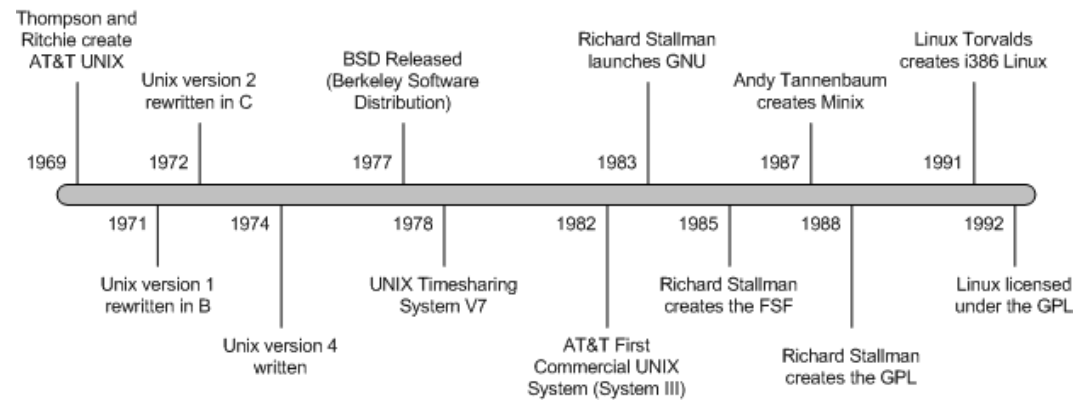 Thompson and
Ritchie create
AT&T UNIX
1969
Unix version 1
rewritten in B
1971
Unix version 2
rewritten in C
1972
Unix version 4
written
1974
BSD Released
(Berkeley Software
Distribution)
1977
UNIX Timesharing
System V7
1978
AT&T First
Commercial UNIX
System (System III)
1982
Richard Stallman
launches GNU
1983
Richard Stallman
creates the FSF
1985
Andy Tannenbaum
creates Minix
1987
Richard Stallman
creates the GPL
1988
Linux Torvalds
creates i386 Linux
1991
Linux licensed
under the GPL
1992